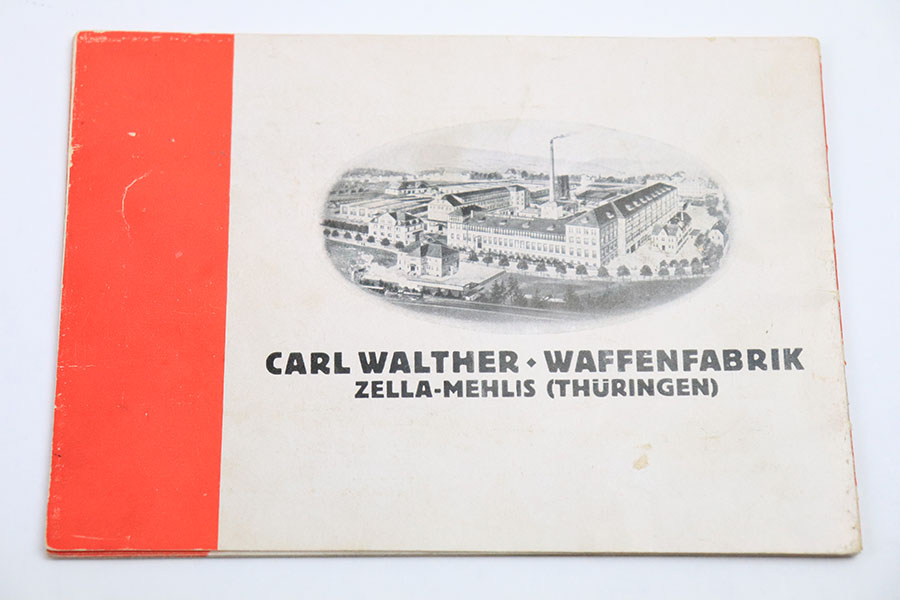 CARL WALTHER • WAFFENFABRIK
ZELLA-MEHLIS (THÜRINGEN)